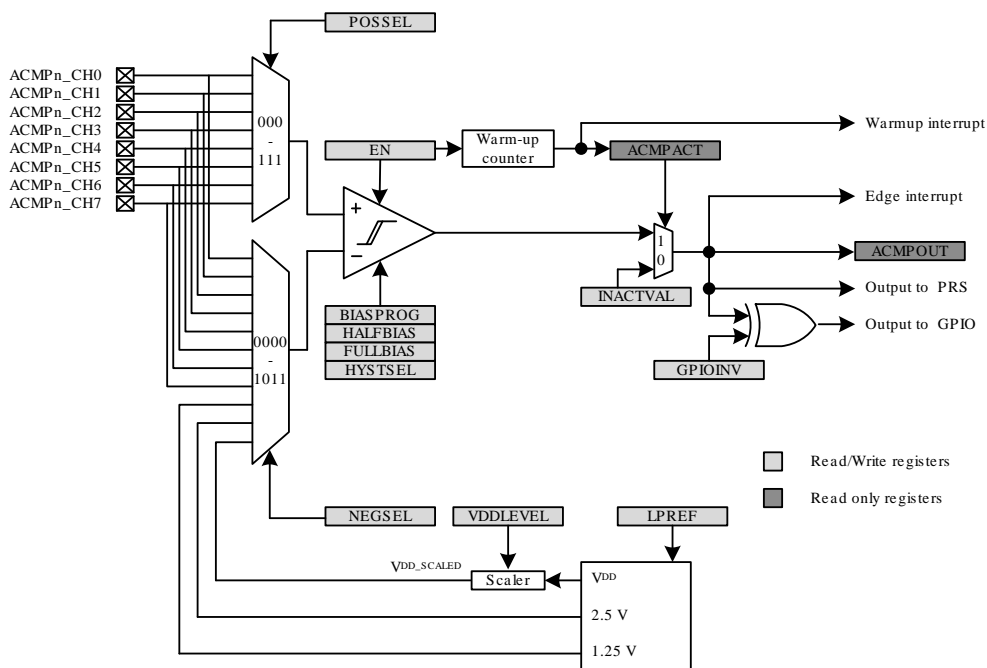 POSSEL
ACMPn_CH0
ACMPn_CH1
ACMPn_CH2
ACMPn_CH3
ACMPn_CH4
ACMPn_CH5
ACMPn_CH6
ACMPn_CH7
000
-
111
EN
Warm-up
counter
ACMPACT
Warmup interrupt
Edge interrupt
+
−
1
0
ACMPOUT
INACTVAL
Output to PRS
Output to GPIO
BIASPROG
HALFBIAS
FULLBIAS
HYSTSEL
GPIOINV
0000
-
1011
Read/Write registers
Read only registers
NEGSEL
VDDLEVEL
LPREF
VDD_SCALED
Scaler
VDD
2.5 V
1.25 V